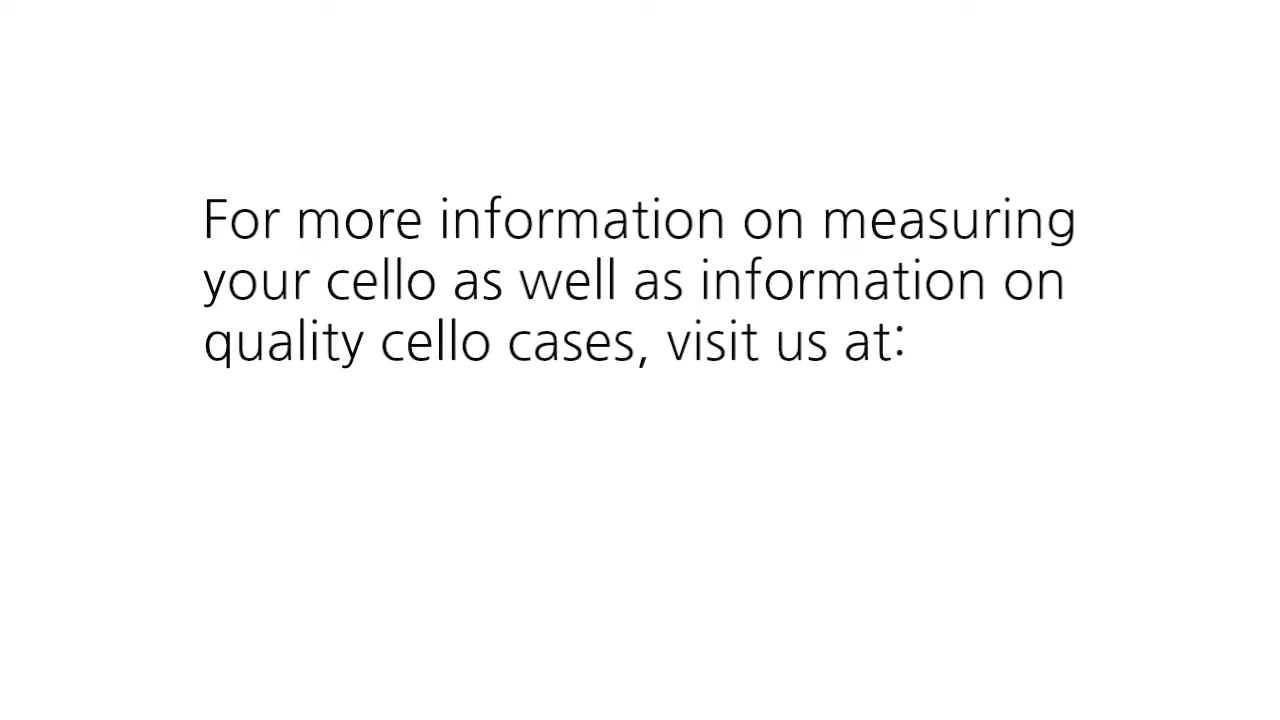 For more information on measuring
your cello as well as information on
quality cello cases, visit us at: